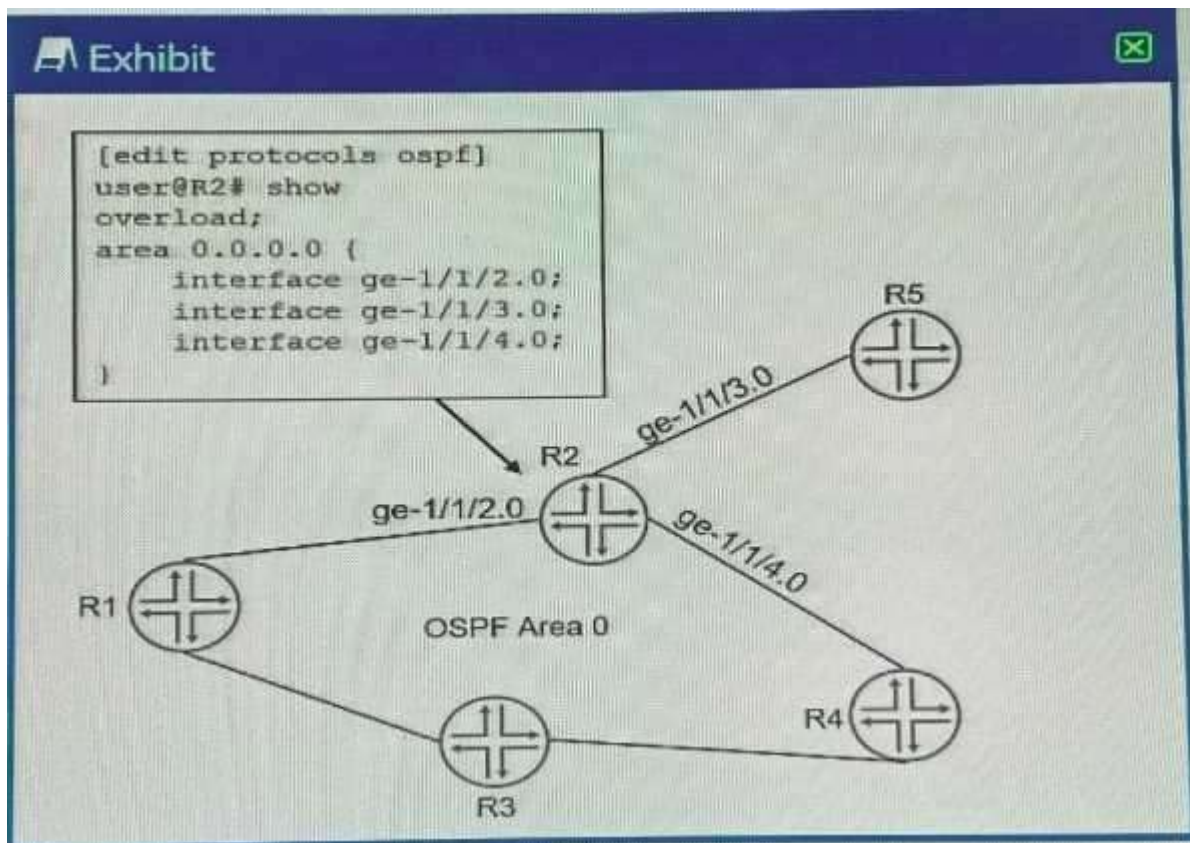 Exhibit
[edit protocols ospf]
user@R2# show
overload;
area 0.0.0.0 {
interface ge-1/1/2.0;
interface ge-1/1/3.0;
interface ge-1/1/4.0;
}
R5
ge-1/1/3.0
R2
ge-1/1/2.0
ge-1/1/4.0
R1
OSPF Area 0
R4
R3